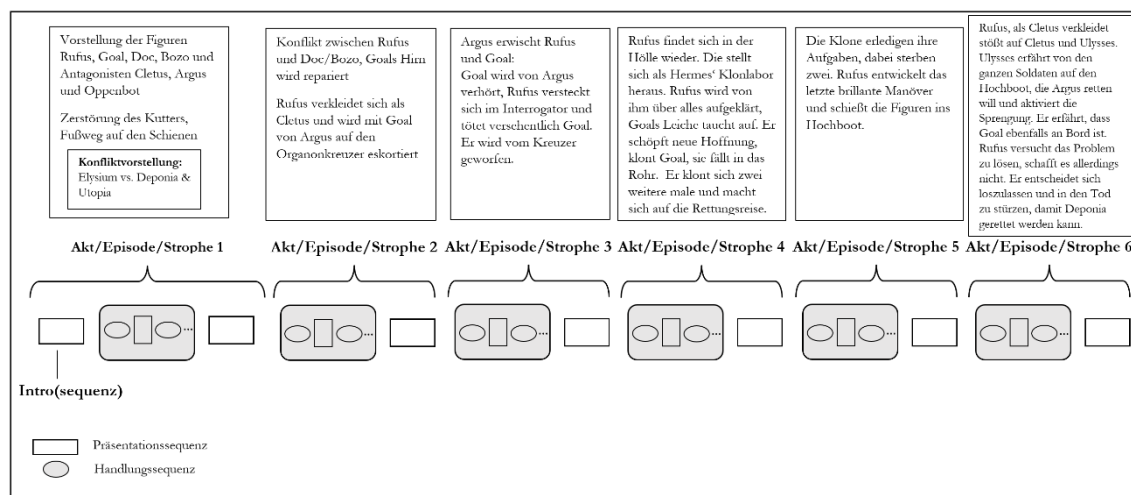 Vorstellung der Figuren
Rufus, Goal, Doc, Bozo und
Antagonisten Cletus, Argus
und Oppenbot
Zerstörung des Kutters,
Fußweg auf den Schienen
Konfliktvorstellung:
Elysium vs. Deponia &
Utopia
Konflikt zwischen Rufus
und Doc/Bozo, Goals Hirn
wird repariert
Rufus verkleidet sich als
Cletus und wird mit Goal
von Argus auf den
Organonkreuzer eskortiert
Argus erwischt Rufus
und Goal:
Goal wird von Argus
verhört, Rufus versteckt
sich im Interrogator und
tötet versehentlich Goal.
Er wird vom Kreuzer
geworfen.
Rufus findet sich in der
Hölle wieder. Die stellt
sich als Hermes‘ Klonlabor
heraus. Rufus wird von
ihm über alles aufgeklärt,
Goals Leiche taucht auf. Er
schöpft neue Hoffnung,
klont Goal, sie fällt in das
Rohr. Er klont sich zwei
weitere male und macht
sich auf die Rettungsreise.
Die Klone erledigen ihre
Aufgaben, dabei sterben
zwei. Rufus entwickelt das
letzte brillante Manöver
und schießt die Figuren ins
Hochboot.
Rufus, als Cletus verkleidet
stößt auf Cletus und Ulysses.
Ulysses erfährt von den
ganzen Soldaten auf den
Hochboot, die Argus retten
will und aktiviert die
Sprengung. Er erfährt, dass
Goal ebenfalls an Bord ist.
Rufus versucht das Problem
zu lösen, schafft es allerdings
nicht. Er entscheidet sich
loszulassen und in den Tod
zu stürzen, damit Deponia
gerettet werden kann.
Akt/Episode/Strophe 1
Akt/Episode/Strophe 2
Akt/Episode/Strophe 3
Akt/Episode/Strophe 4
Akt/Episode/Strophe 5
Akt/Episode/Strophe 6
Intro(sequenz)
Präsentationssequenz
Handlungssequenz